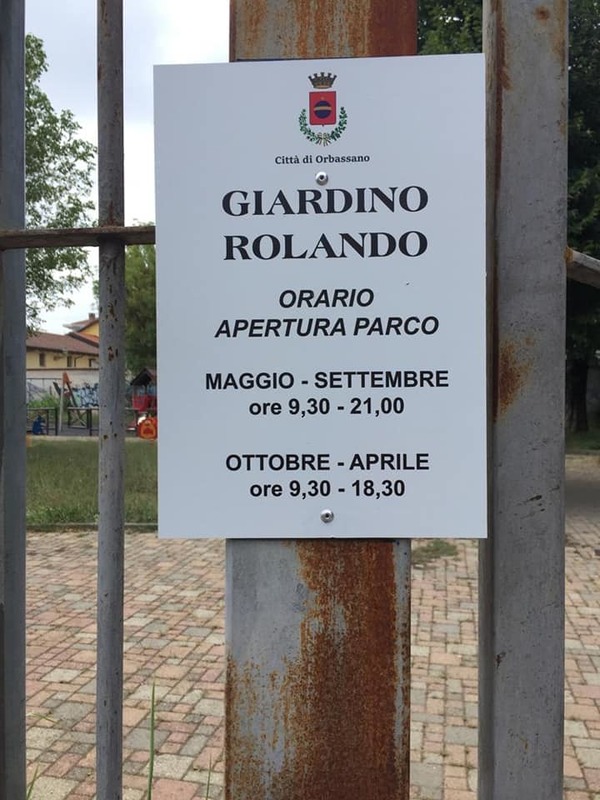 Città di Orbassano
GIARDINO
ROLANDO
ORARIO
APERTURA PARCO
MAGGIO - SETTEMBRE
ore 9,30 - 21,00
OTTOBRE - APRILE
ore 9,30 - 18,30